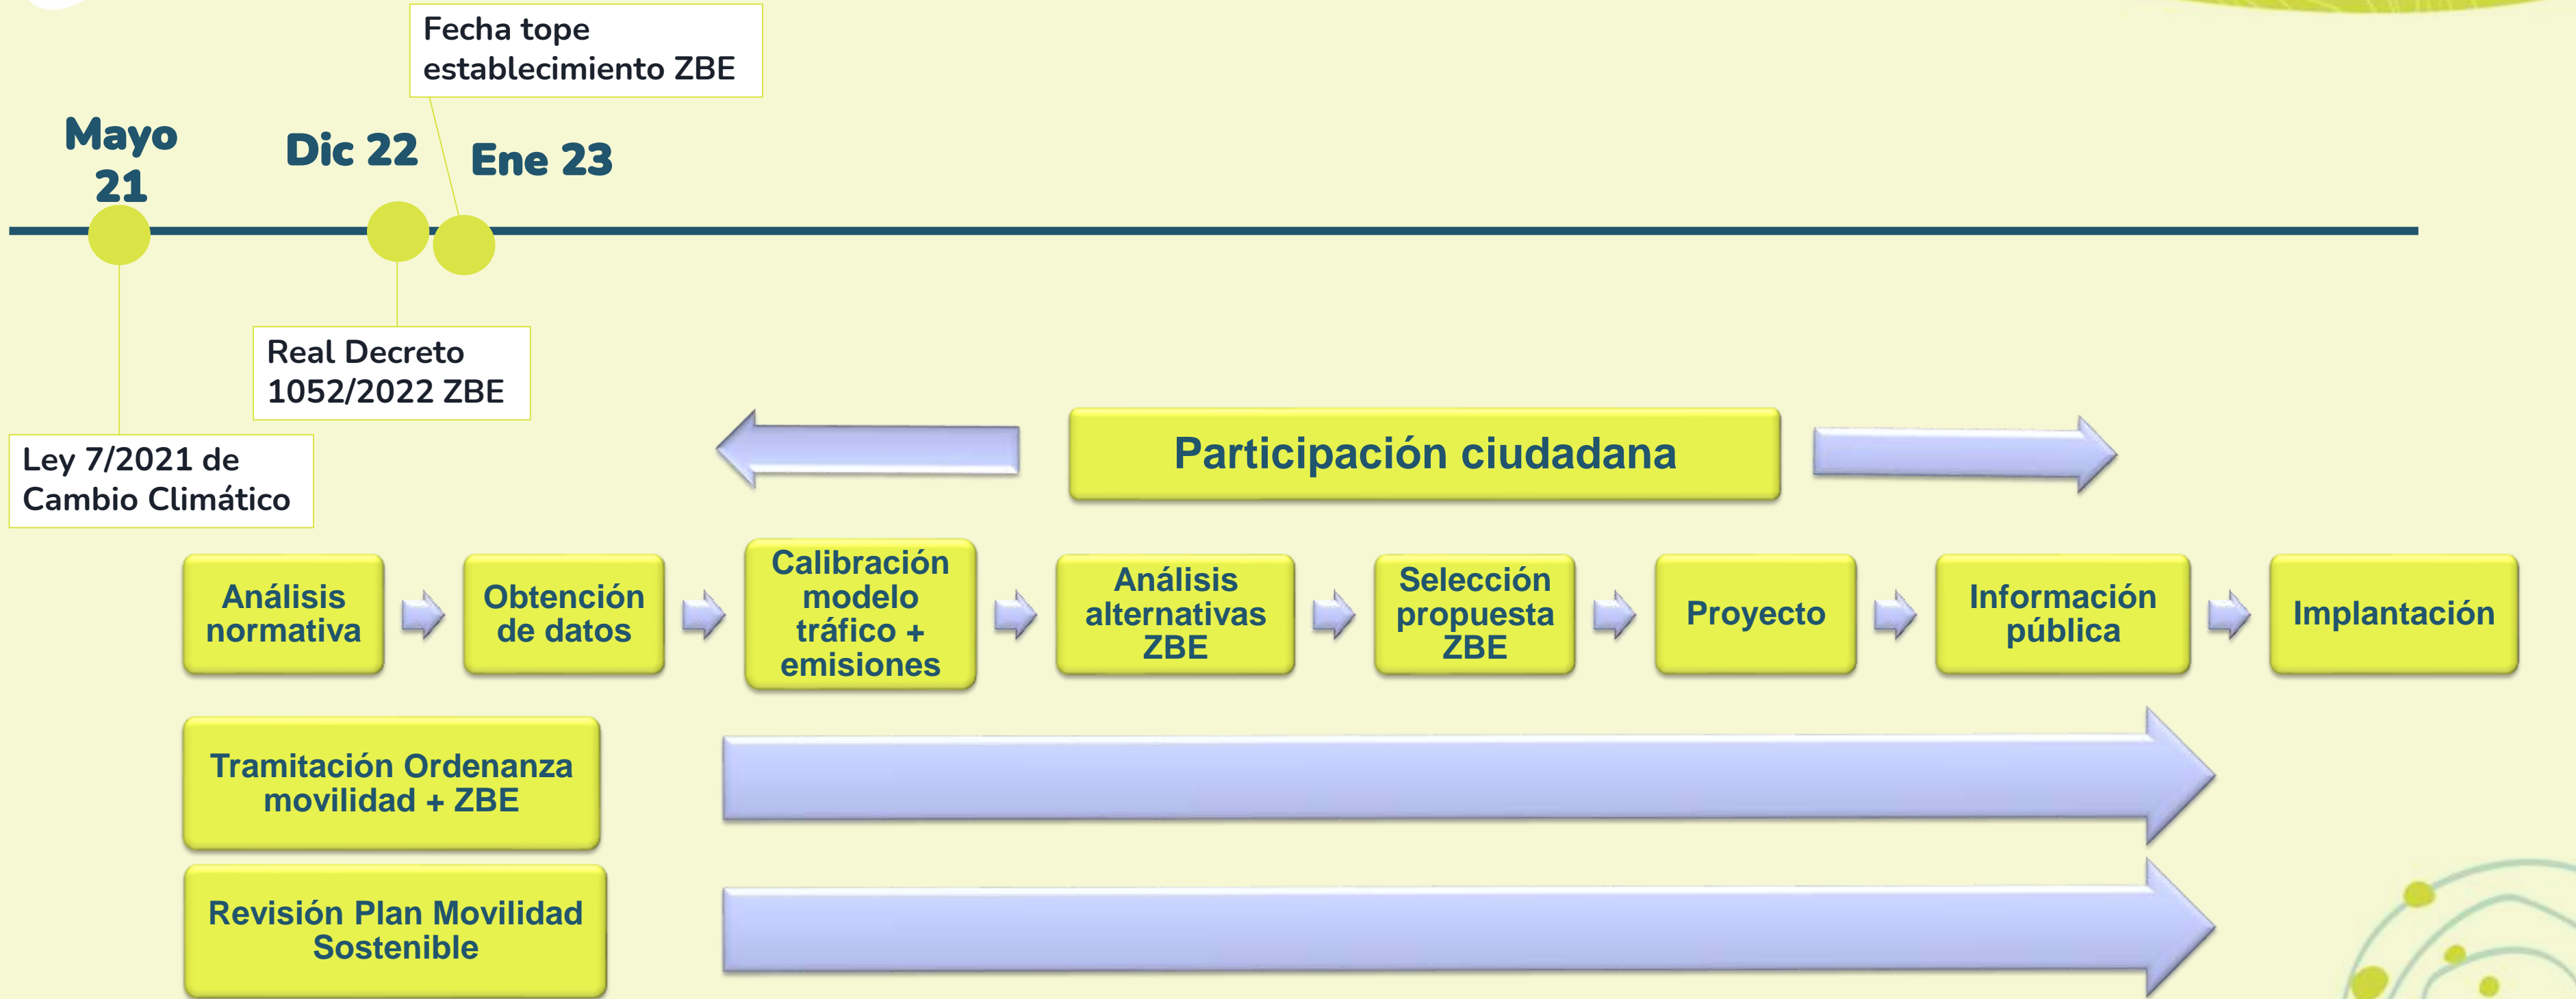 Fecha tope
establecimiento ZBE
Mayo
21
Dic 22
Ene 23
Real Decreto
1052/2022 ZBE
Ley 7/2021 de
Cambio Climático
Participación ciudadana
Análisis
normativa
Obtención
de datos
Calibración
modelo
tráfico +
emisiones
Análisis
alternativas
ZBE
Selección
propuesta
ZBE
Proyecto
Información
pública
Implantación
Tramitación Ordenanza
movilidad + ZBE
Revisión Plan Movilidad
Sostenible